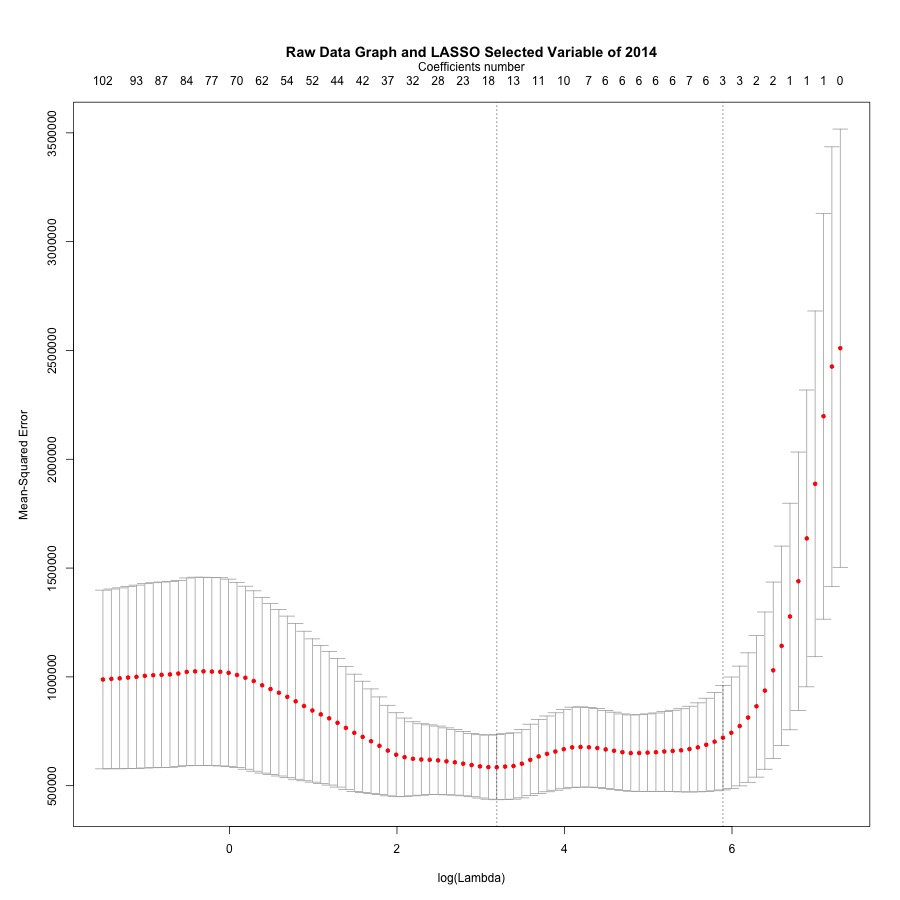 Raw Data Graph and LASSO Selected Variable of 2014
Coefficients number
102 93 87 84 77 70 62 54 52 44 42 37 32 28 23 18 13 11 10 7 6 6 6 6 6 7 6 3 3 2 2 1 1 1 0
3500000
3000000
2500000
2000000
1500000
1000000
500000
Mean-Squared Error
0 2 4 6
log(Lambda)